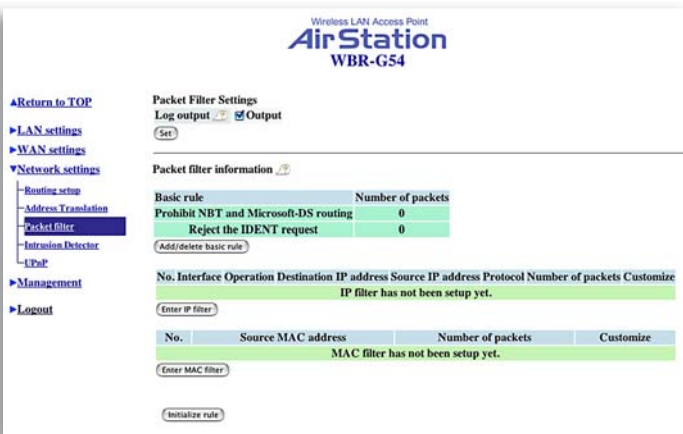 Wireless LAN Access Point
AirStation
WBR-G54
Return to TOP
LAN settings
WAN settings
Network settings
Routing setup
Address Translation
Packet filter
Intrusion Detector
UPnP
Management
Logout
Packet Filter Settings
Log output Output
Set
Packet filter information
Basic rule Number of packets
Prohibit NBT and Microsoft-DS routing 0
Reject the IDENT request 0
Add/delete basic rule
No. Interface Operation Destination IP address Source IP address Protocol Number of packets Customize
IP filter has not been setup yet.
Enter IP filter
No. Source MAC address Number of packets Customize
MAC filter has not been setup yet.
Enter MAC filter
Initialize rule